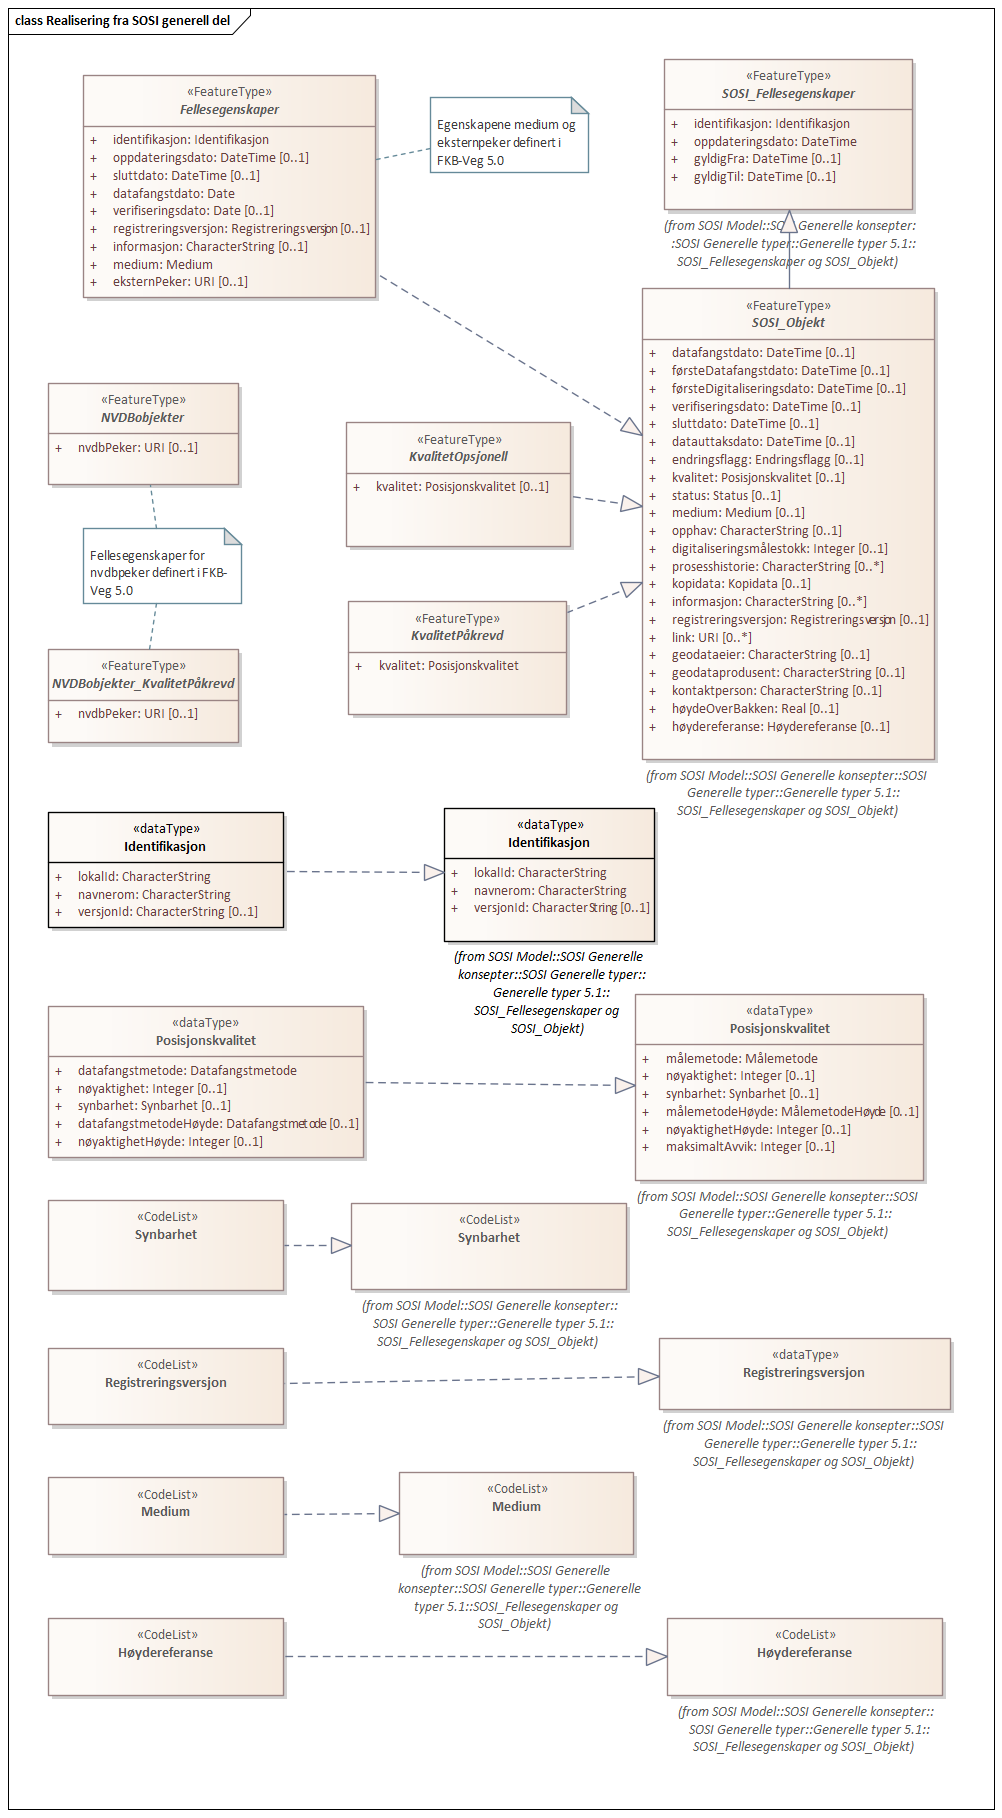 class Realisering fra SOSI generell del
«FeatureType»
Fellesegenskaper
+ identifikasjon: Identifikasjon
+ oppdateringsdato: DateTime [0..1]
+ sluttdato: DateTime [0..1]
+ datafangstdato: Date
+ verifiseringsdato: Date [0..1]
+ registreringsversjon: Registreringsversjon [0..1]
+ informasjon: CharacterString [0..1]
+ medium: Medium
+ eksternPeker: URI [0..1]
Egenskapene medium og
eksternpeker definert i
FKB-Veg 5.0
«FeatureType»
SOSI_Fellesegenskaper
+ identifikasjon: Identifikasjon
+ oppdateringsdato: DateTime
+ gyldigFra: DateTime [0..1]
+ gyldigTil: DateTime [0..1]
(from SOSI Model::SOSI Generelle konsepter:
:SOSI Generelle typer::Generelle typer 5.1::
SOSI_Fellesegenskaper og SOSI_Objekt)
«FeatureType»
SOSI_Objekt
+ datafangstdato: DateTime [0..1]
+ førsteDatafangstdato: DateTime [0..1]
+ førsteDigitaliseringsdato: DateTime [0..1]
+ verifiseringsdato: DateTime [0..1]
+ sluttdato: DateTime [0..1]
+ datauttaksdato: DateTime [0..1]
+ endringsflagg: Endringsflagg [0..1]
+ kvalitet: Posisjonskvalitet [0..1]
+ status: Status [0..1]
+ medium: Medium [0..1]
+ opphav: CharacterString [0..1]
+ digitaliseringsmålestokk: Integer [0..1]
+ prosesshistorie: CharacterString [0..*]
+ kopidata: Kopidata [0..1]
+ informasjon: CharacterString [0..*]
+ registreringsversjon: Registreringsversjon [0..1]
+ link: URI [0..*]
+ geodataeier: CharacterString [0..1]
+ geodataprodusent: CharacterString [0..1]
+ kontaktperson: CharacterString [0..1]
+ høydeOverBakken: Real [0..1]
+ høydereferanse: Høydereferanse [0..1]
(from SOSI Model::SOSI Generelle konsepter::SOSI
Generelle typer::Generelle typer 5.1::
SOSI_Fellesegenskaper og SOSI_Objekt)
«FeatureType»
NVDBobjekter
+ nvdbPeker: URI [0..1]
«FeatureType»
KvalitetOpsjonell
+ kvalitet: Posisjonskvalitet [0..1]
Fellesegenskaper for
nvdbpeker definert i FKB-
Veg 5.0
«FeatureType»
KvalitetPåkrevd
+ kvalitet: Posisjonskvalitet
«FeatureType»
NVDBobjekter_KvalitetPåkrevd
+ nvdbPeker: URI [0..1]
«dataType»
Identifikasjon
+ lokalId: CharacterString
+ navnerom: CharacterString
+ versjonId: CharacterString [0..1]
«dataType»
Identifikasjon
+ lokalId: CharacterString
+ navnerom: CharacterString
+ versjonId: CharacterString [0..1]
(from SOSI Model::SOSI Generelle
konsepter::SOSI Generelle typer::
Generelle typer 5.1::
SOSI_Fellesegenskaper og
SOSI_Objekt)
«dataType»
Posisjonskvalitet
+ datafangstmetode: Datafangstmetode
+ nøyaktighet: Integer [0..1]
+ synbarhet: Synbarhet [0..1]
+ datafangstmetodeHøyde: Datafangstmetode [0..1]
+ nøyaktighetHøyde: Integer [0..1]
«dataType»
Posisjonskvalitet
+ målemetode: Målemetode
+ nøyaktighet: Integer [0..1]
+ synbarhet: Synbarhet [0..1]
+ målemetodeHøyde: MålemetodeHøyde [0..1]
+ nøyaktighetHøyde: Integer [0..1]
+ maksimaltAvvik: Integer [0..1]
(from SOSI Model::SOSI Generelle konsepter::SOSI
Generelle typer::Generelle typer 5.1::
SOSI_Fellesegenskaper og SOSI_Objekt)
«CodeList»
Synbarhet
«CodeList»
Synbarhet
(from SOSI Model::SOSI Generelle konsepter::
SOSI Generelle typer::Generelle typer 5.1::
SOSI_Fellesegenskaper og SOSI_Objekt)
«CodeList»
Registreringsversjon
«dataType»
Registreringsversjon
(from SOSI Model::SOSI Generelle konsepter::SOSI
Generelle typer::Generelle typer 5.1::
SOSI_Fellesegenskaper og SOSI_Objekt)
«CodeList»
Medium
«CodeList»
Medium
(from SOSI Model::SOSI Generelle
konsepter::SOSI Generelle typer::Generelle
typer 5.1::SOSI_Fellesegenskaper og
SOSI_Objekt)
«CodeList»
Høydereferanse
«CodeList»
Høydereferanse
(from SOSI Model::SOSI Generelle konsepter::
SOSI Generelle typer::Generelle typer 5.1::
SOSI_Fellesegenskaper og SOSI_Objekt)